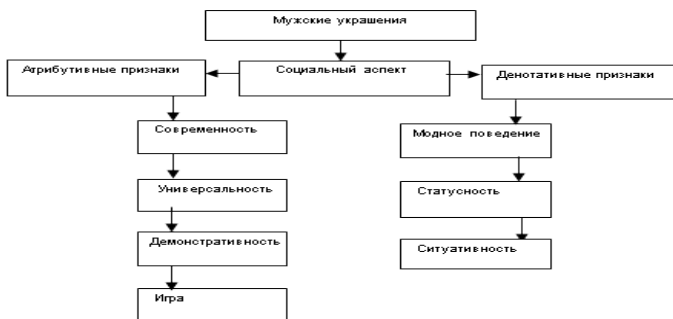 Мужские украшения
Атрибутивные признаки
Социальный аспект
Денотативные признаки
Современность
Модное поведение
Универсальность
Статусность
Демонстративность
Ситуативность
Игра